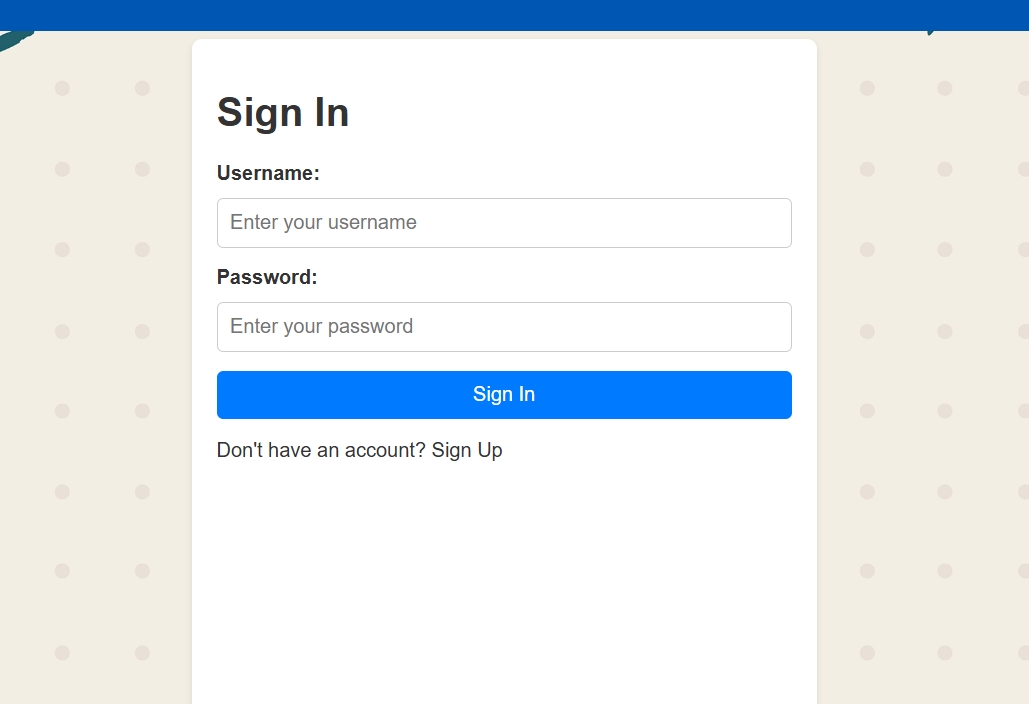 Sign In
Username:
Enter your username
Password:
Enter your password
Sign In
Don't have an account? Sign Up